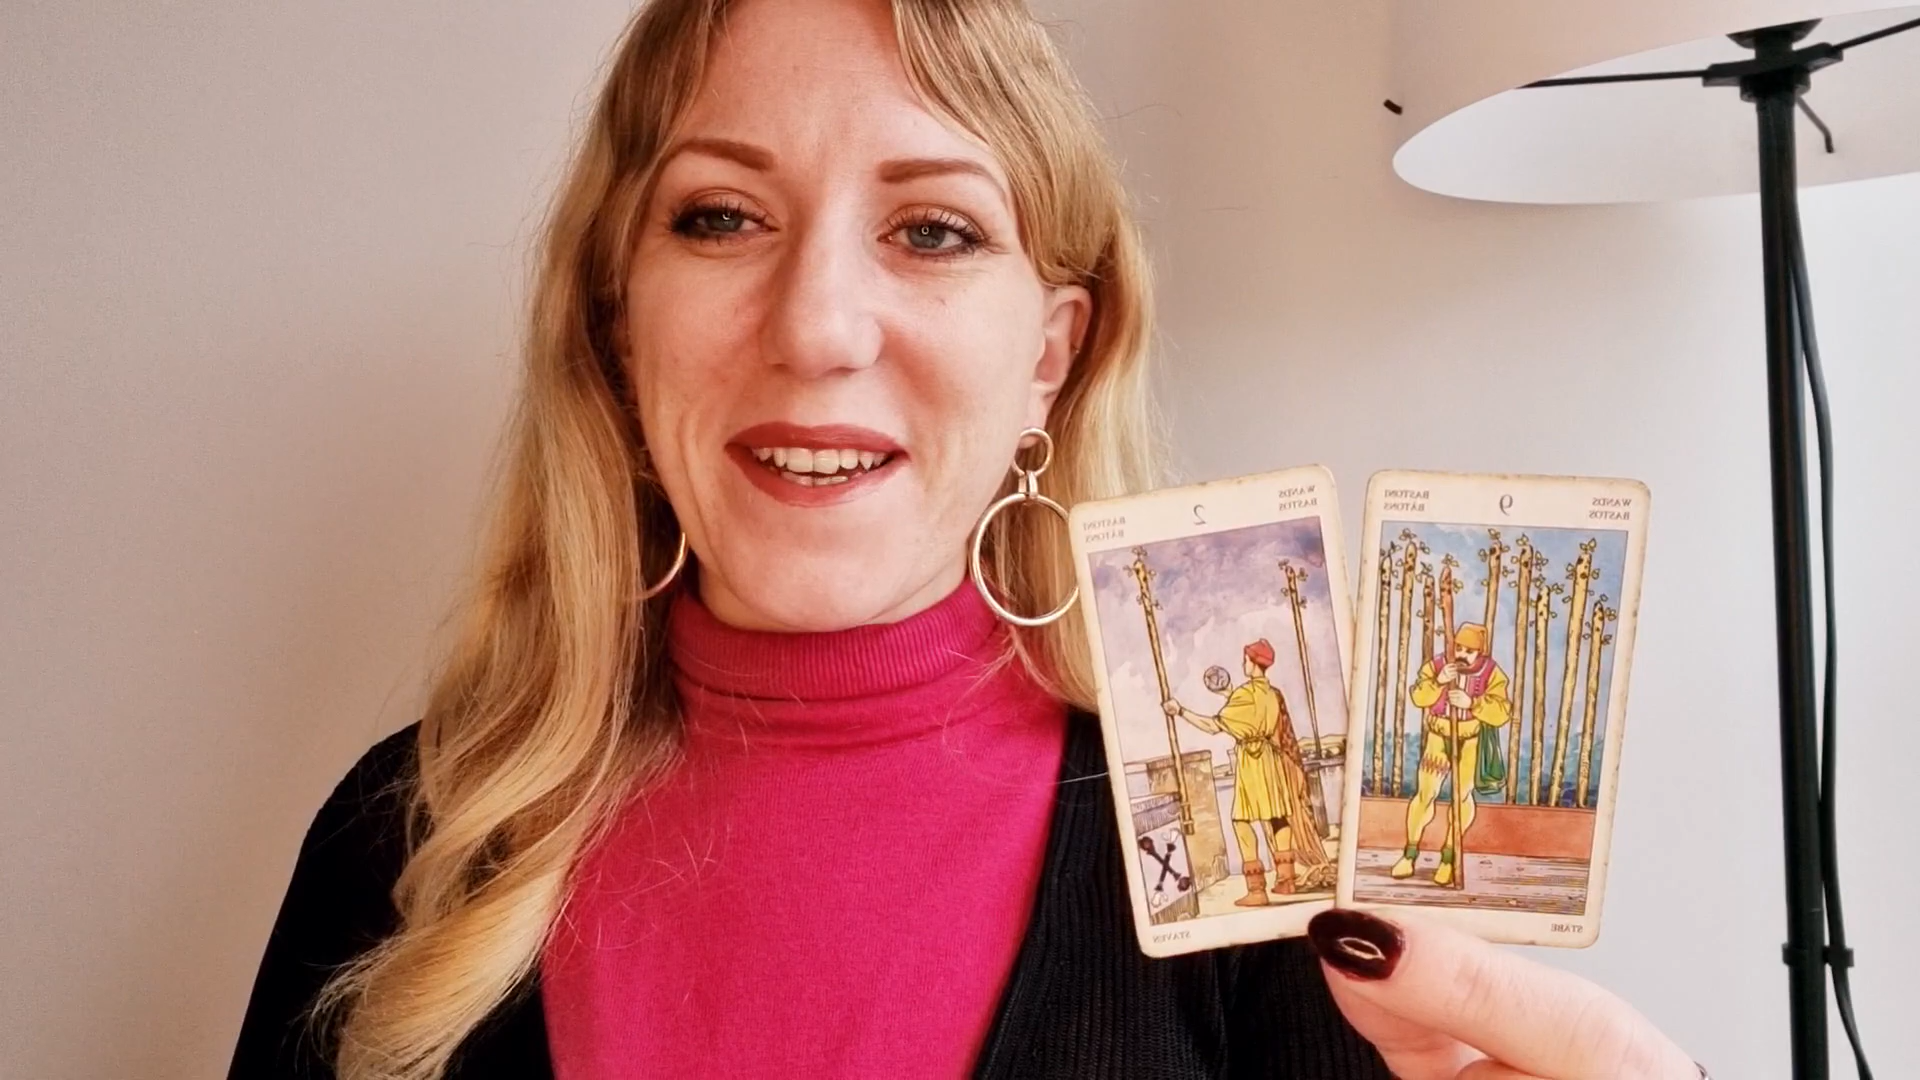 BASTONI
BÂTONS
2
WANDS
BASTOS
STAVEN
BASTONI
BÂTONS
9
WANDS
BASTOS
STÄBE